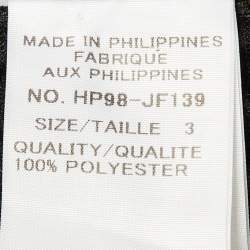 MADE IN PHILIPPINES
FABRIQUE
AUX PHILIPPINES
NO. HP98-JF139
SIZE/TAILLE 3
QUALITY/QUALITE
100% POLYESTER